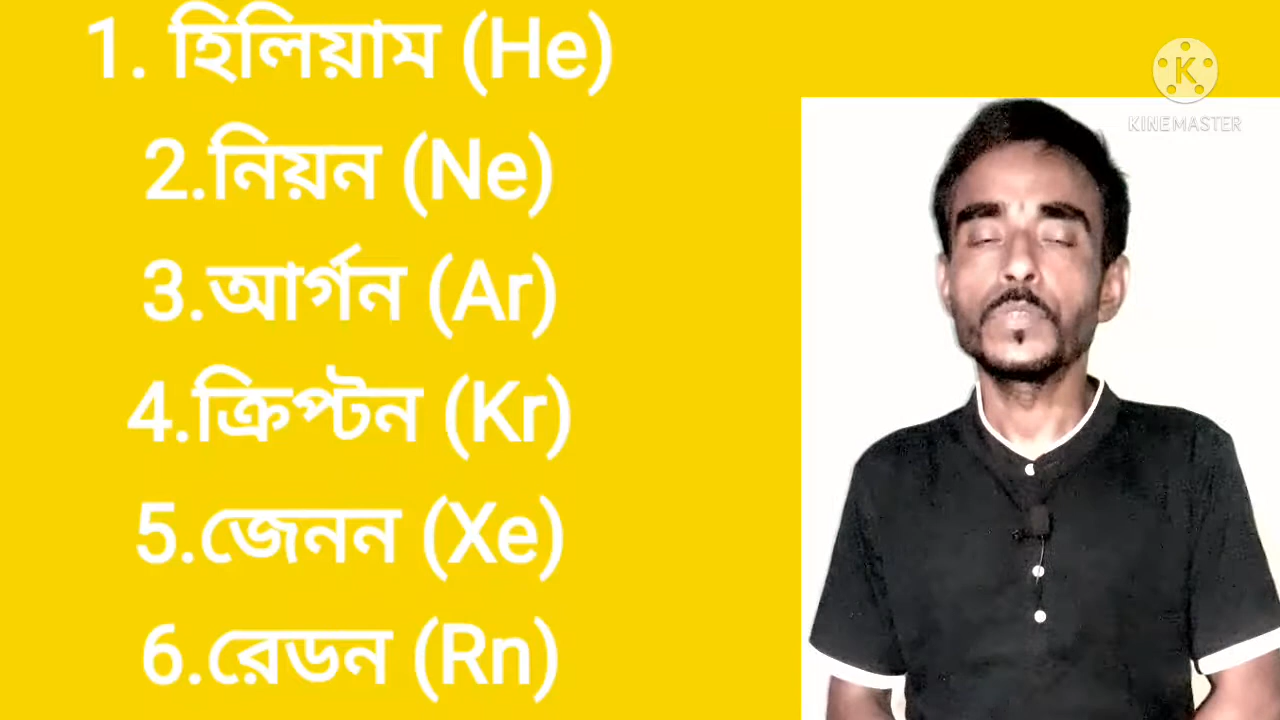 1. হিলিয়াম (He)
2.নিয়ন (Ne)
3.আর্গন (Ar)
4.ক্রিপ্টন (Kr)
5.জেনন (Xe)
6.রেডন (Rn)
K
KINEMASTER